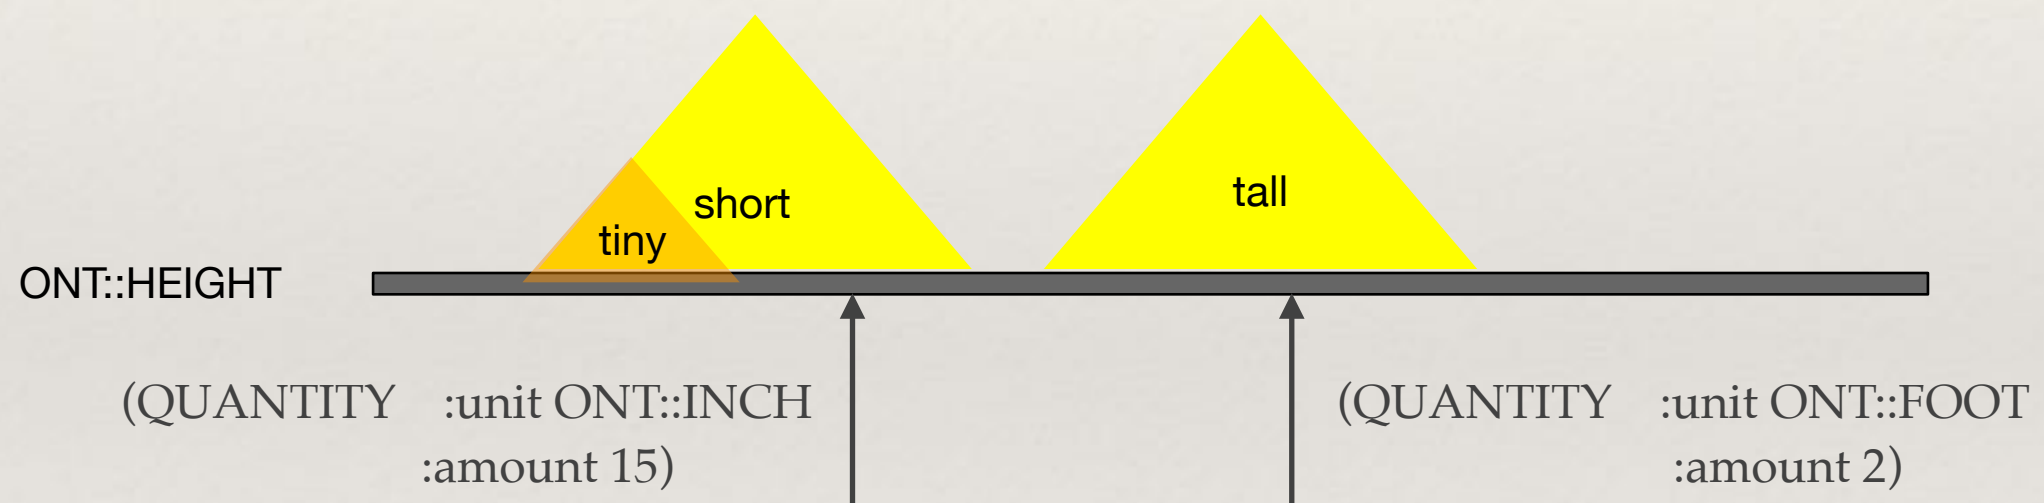 tall
short
tiny
ONT::HEIGHT
(QUANTITY :unit ONT::INCH
:amount 15)
(QUANTITY :unit ONT::FOOT
:amount 2)